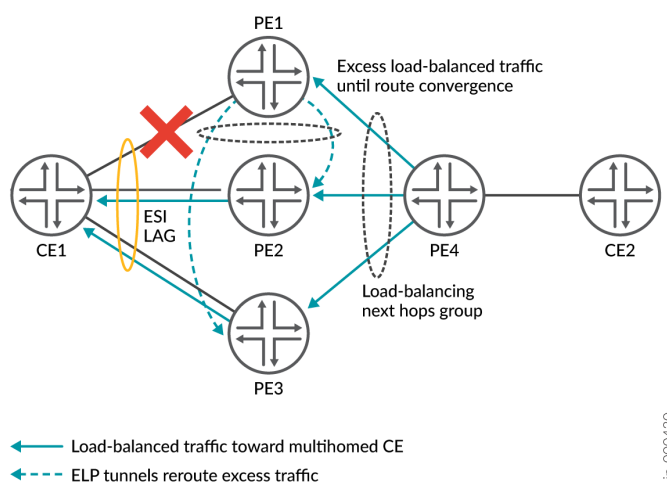 PE1
Excess load-balanced traffic
until route convergence
ESI
LAG
CE1
PE2
PE4
CE2
Load-balancing
next hops group
PE3
Load-balanced traffic toward multihomed CE
ELP tunnels reroute excess traffic